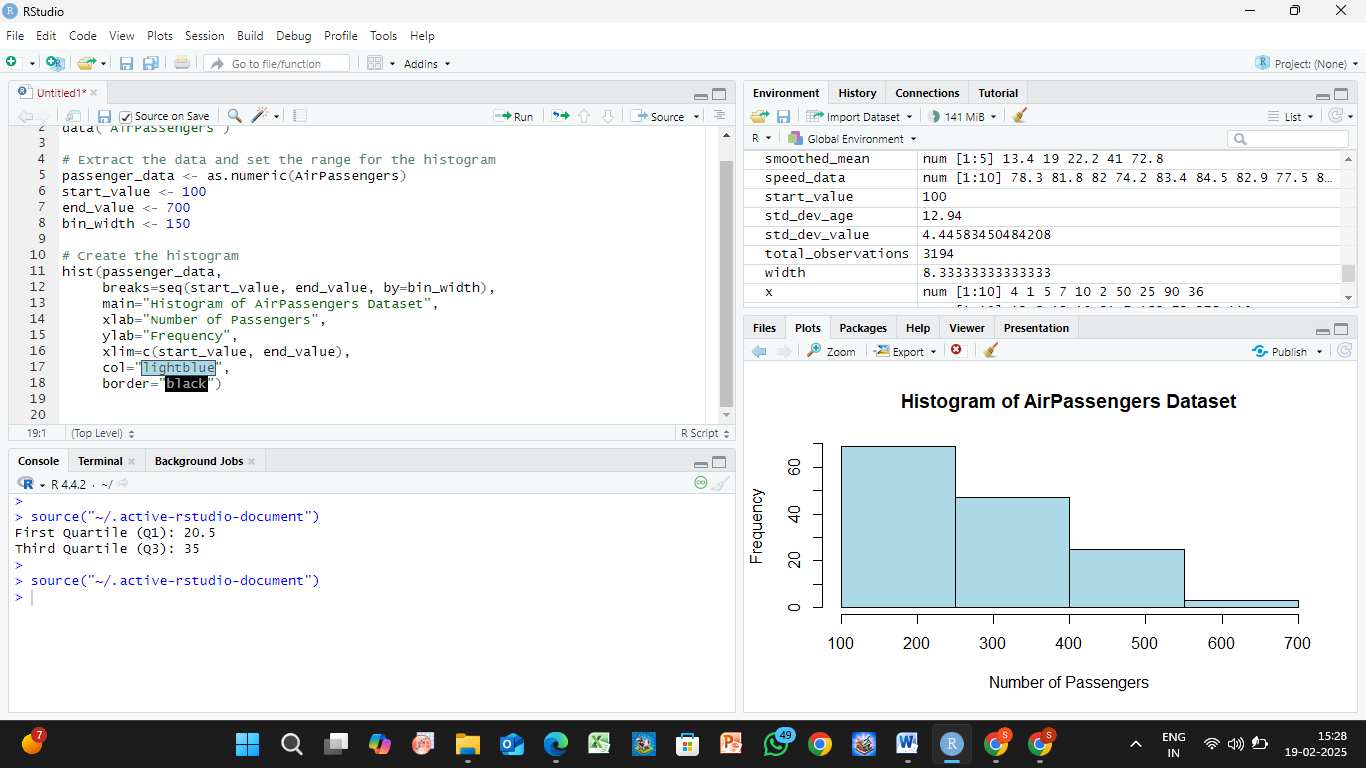 RStudio
File Edit Code View Plots Session Build Debug Profile Tools Help
Go to file/function Addins Project: (None)
Untitled1*
Source on Save Run Source
2 data("AirPassengers")
3
4 # Extract the data and set the range for the histogram
5 passenger_data <- as.numeric(AirPassengers)
6 start_value <- 100
7 end_value <- 700
8 bin_width <- 150
9
10 # Create the histogram
11 hist(passenger_data,
12 breaks=seq(start_value, end_value, by=bin_width),
13 main="Histogram of AirPassengers Dataset",
14 xlab="Number of Passengers",
15 ylab="Frequency",
16 xlim=c(start_value, end_value),
17 col="lightblue",
18 border="black")
19
20
19:1 (Top Level) R Script
Console Terminal Background Jobs
R 4.4.2 · ~/
>
> source("~/.active-rstudio-document")
First Quartile (Q1): 20.5
Third Quartile (Q3): 35
>
> source("~/.active-rstudio-document")
>
Environment History Connections Tutorial
Import Dataset 141 MiB List
R Global Environment
smoothed_mean num [1:5] 13.4 19 22.2 41 72.8
speed_data num [1:10] 78.3 81.8 82 74.2 83.4 84.5 82.9 77.5 8…
start_value 100
std_dev_age 12.94
std_dev_value 4.44583450484208
total_observations 3194
width 8.33333333333333
x num [1:10] 4 1 5 7 10 2 50 25 90 36
Files Plots Packages Help Viewer Presentation
Zoom Export Publish
Histogram of AirPassengers Dataset
Frequency
60
40
20
0
100 200 300 400 500 600 700
Number of Passengers
7
49
S
S
ENG
IN
15:28
19-02-2025